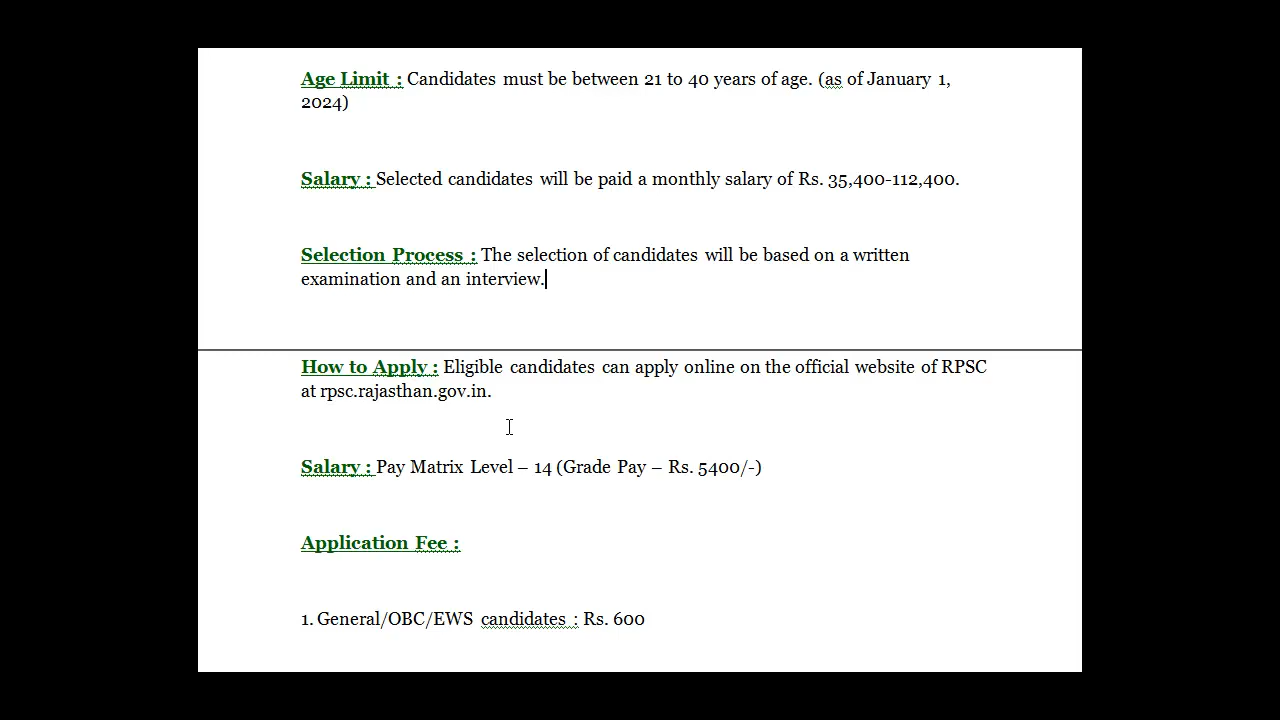 Age Limit : Candidates must be between 21 to 40 years of age. (as of January 1,
2024)
Salary : Selected candidates will be paid a monthly salary of Rs. 35,400-112,400.
Selection Process : The selection of candidates will be based on a written
examination and an interview.
How to Apply : Eligible candidates can apply online on the official website of RPSC
at rpsc.rajasthan.gov.in.
Salary : Pay Matrix Level – 14 (Grade Pay – Rs. 5400/-)
Application Fee :
1. General/OBC/EWS candidates : Rs. 600